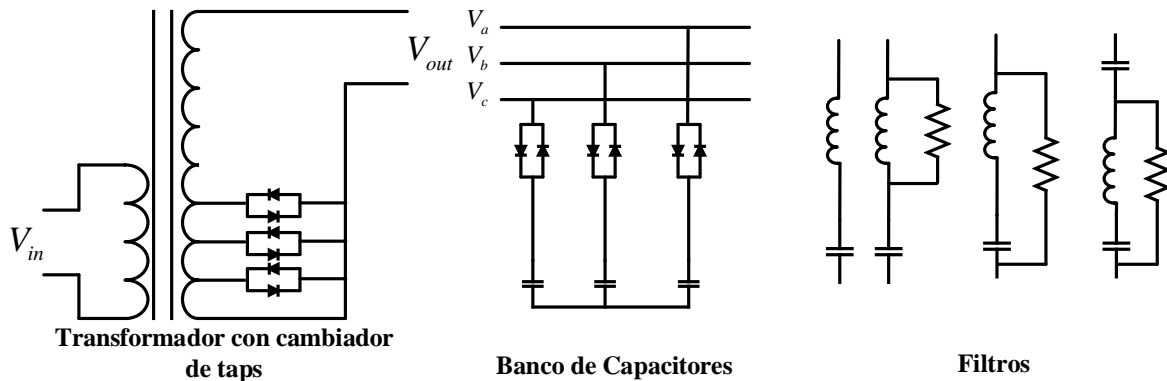 V_out
V_in
Transformador con cambiador
de taps
V_a
V_b
V_c
Banco de Capacitores
Filtros